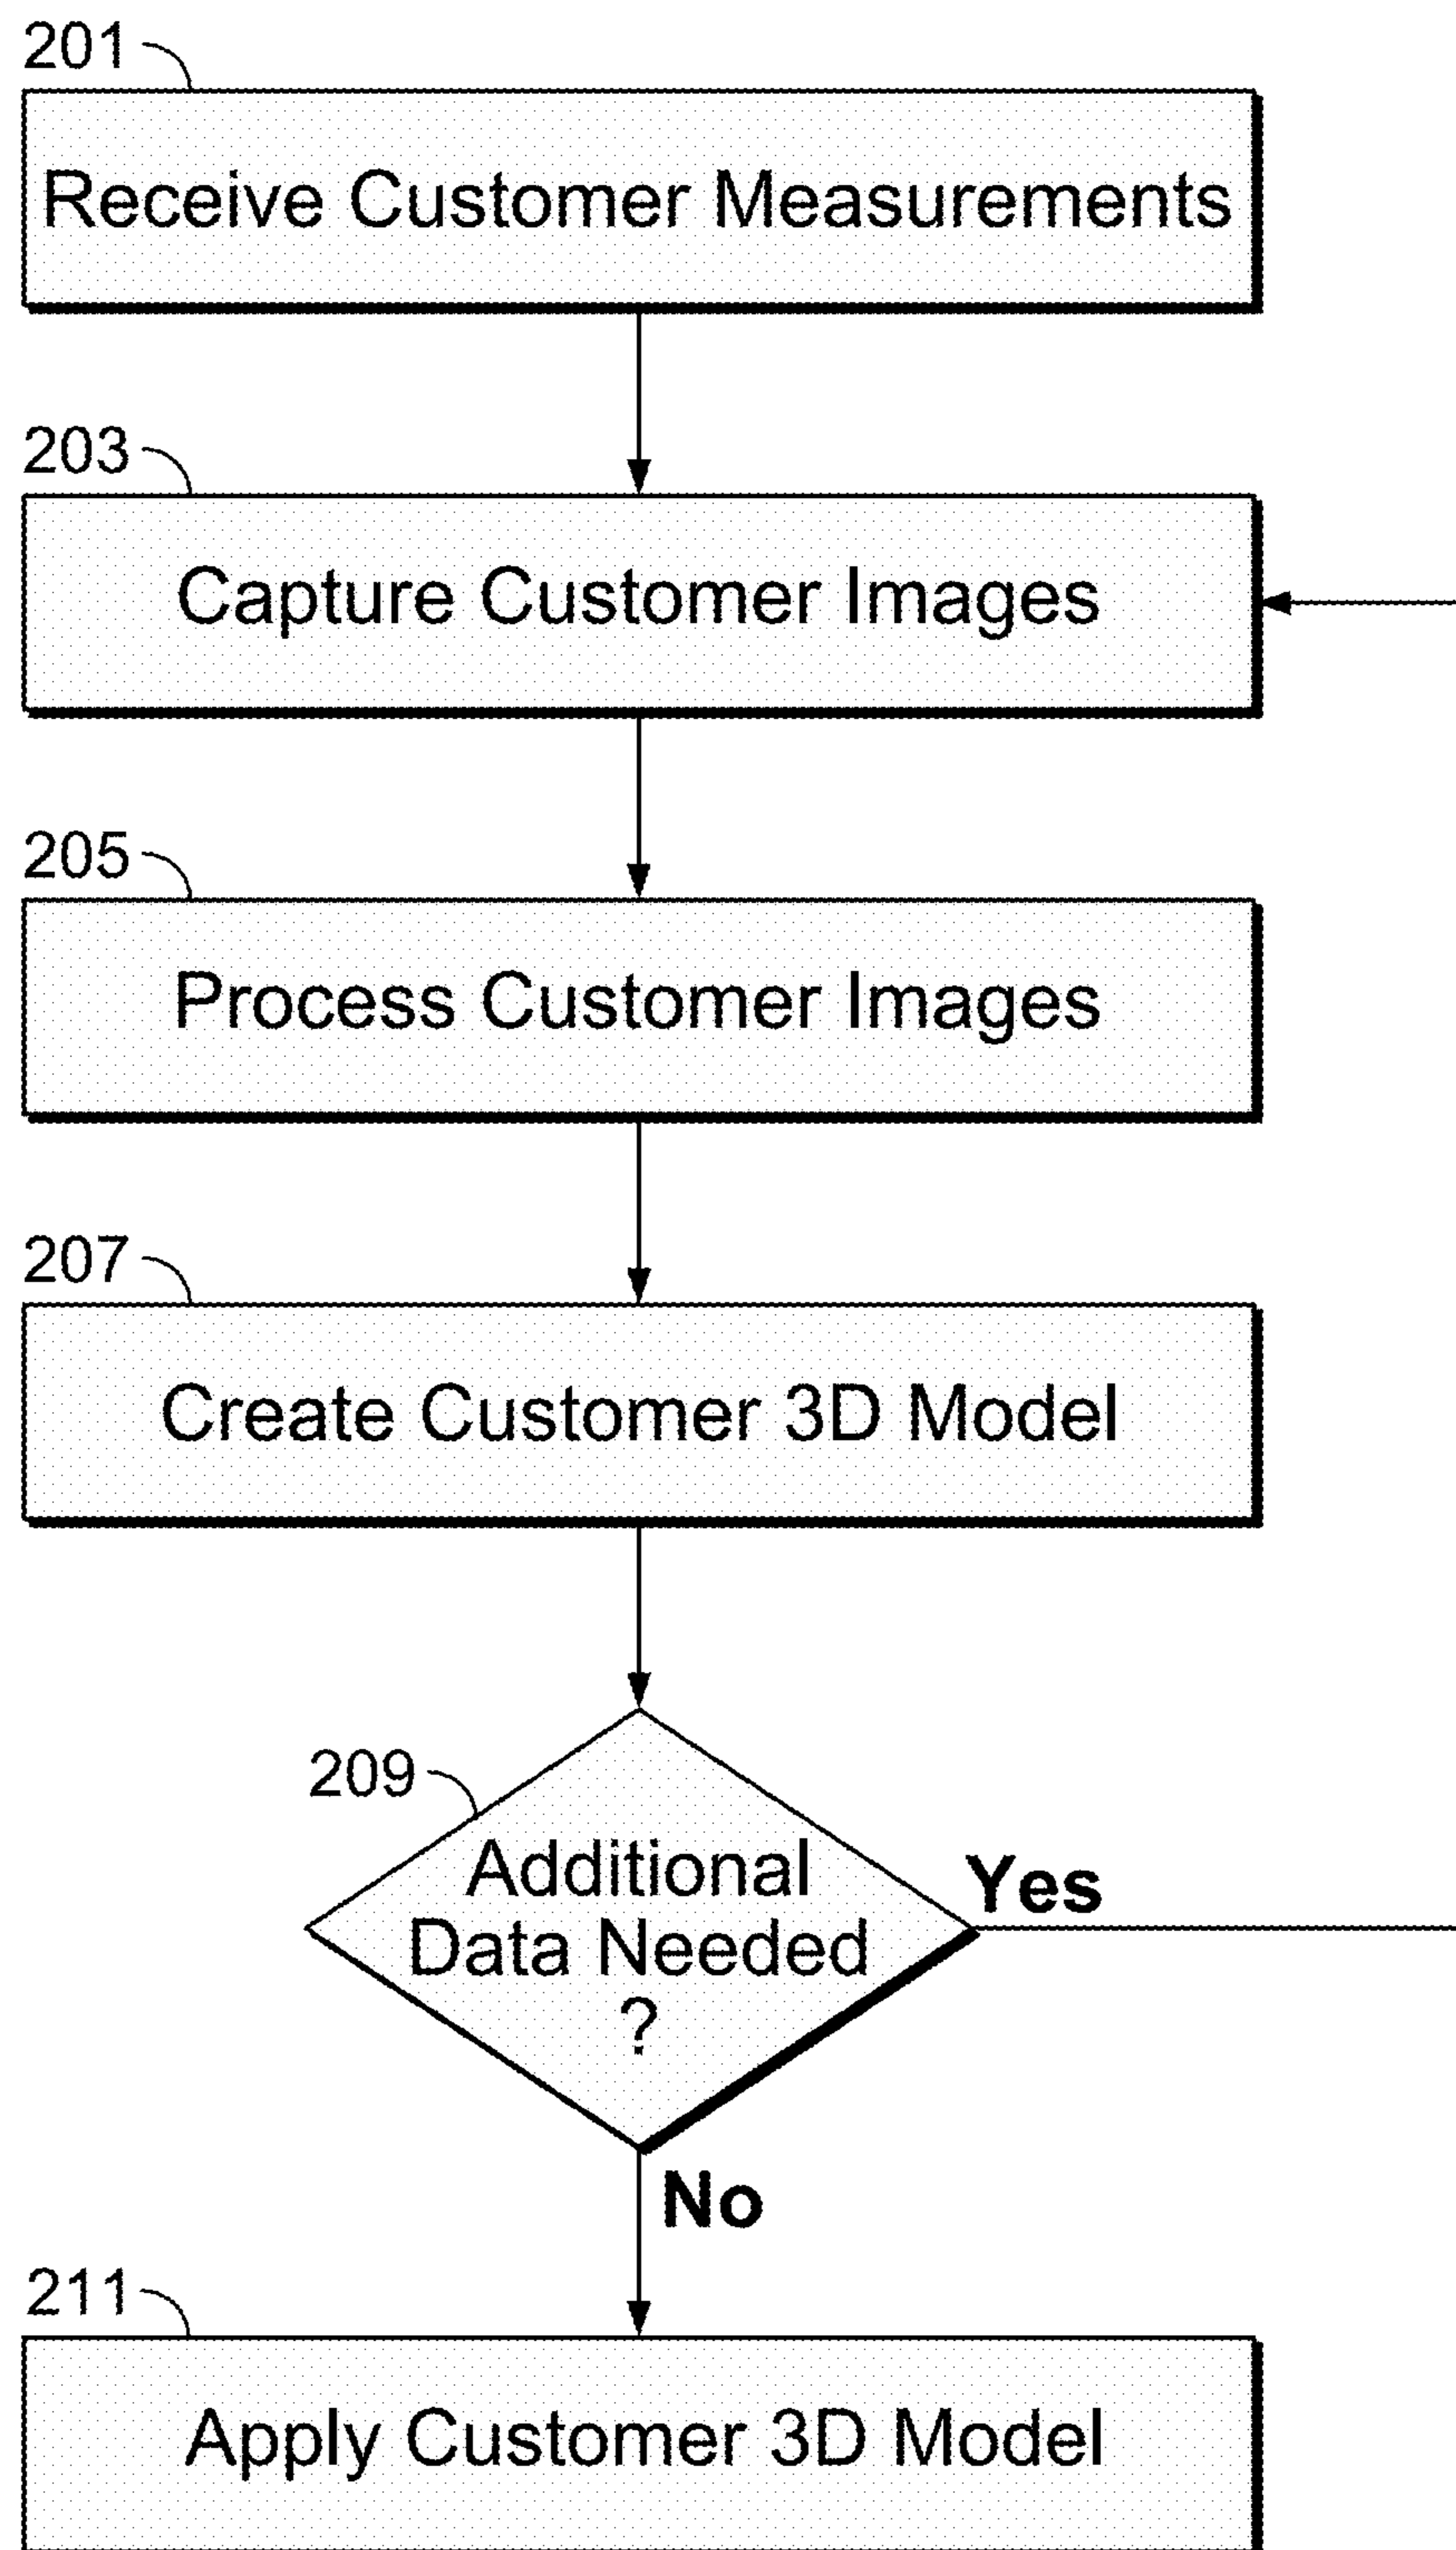 201
Receive Customer Measurements
203
Capture Customer Images
205
Process Customer Images
207
Create Customer 3D Model
209
Additional
Data Needed
?
Yes
No
211
Apply Customer 3D Model